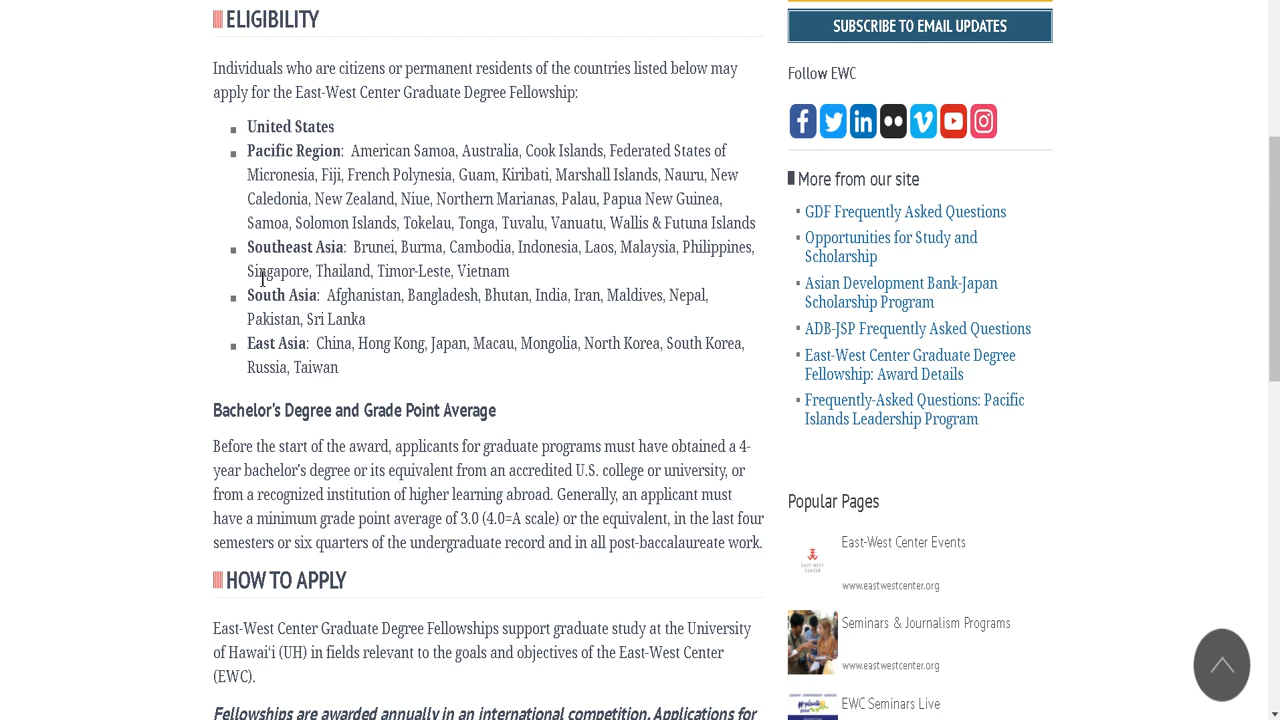 ELIGIBILITY
Individuals who are citizens or permanent residents of the countries listed below may
apply for the East-West Center Graduate Degree Fellowship:
United States
Pacific Region: American Samoa, Australia, Cook Islands, Federated States of
Micronesia, Fiji, French Polynesia, Guam, Kiribati, Marshall Islands, Nauru, New
Caledonia, New Zealand, Niue, Northern Marianas, Palau, Papua New Guinea,
Samoa, Solomon Islands, Tokelau, Tonga, Tuvalu, Vanuatu, Wallis & Futuna Islands
Southeast Asia: Brunei, Burma, Cambodia, Indonesia, Laos, Malaysia, Philippines,
Singapore, Thailand, Timor-Leste, Vietnam
South Asia: Afghanistan, Bangladesh, Bhutan, India, Iran, Maldives, Nepal,
Pakistan, Sri Lanka
East Asia: China, Hong Kong, Japan, Macau, Mongolia, North Korea, South Korea,
Russia, Taiwan
Bachelor's Degree and Grade Point Average
Before the start of the award, applicants for graduate programs must have obtained a 4-
year bachelor's degree or its equivalent from an accredited U.S. college or university, or
from a recognized institution of higher learning abroad. Generally, an applicant must
have a minimum grade point average of 3.0 (4.0=A scale) or the equivalent, in the last four
semesters or six quarters of the undergraduate record and in all post-baccalaureate work.
HOW TO APPLY
East-West Center Graduate Degree Fellowships support graduate study at the University
of Hawai'i (UH) in fields relevant to the goals and objectives of the East-West Center
(EWC).
Fellowships are awarded annually in an international competition. Applications for
SUBSCRIBE TO EMAIL UPDATES
Follow EWC
More from our site
GDF Frequently Asked Questions
Opportunities for Study and
Scholarship
Asian Development Bank-Japan
Scholarship Program
ADB-JSP Frequently Asked Questions
East-West Center Graduate Degree
Fellowship: Award Details
Frequently-Asked Questions: Pacific
Islands Leadership Program
Popular Pages
EAST-WEST
CENTER
East-West Center Events
www.eastwestcenter.org
Seminars & Journalism Programs
www.eastwestcenter.org
EWC Seminars Live